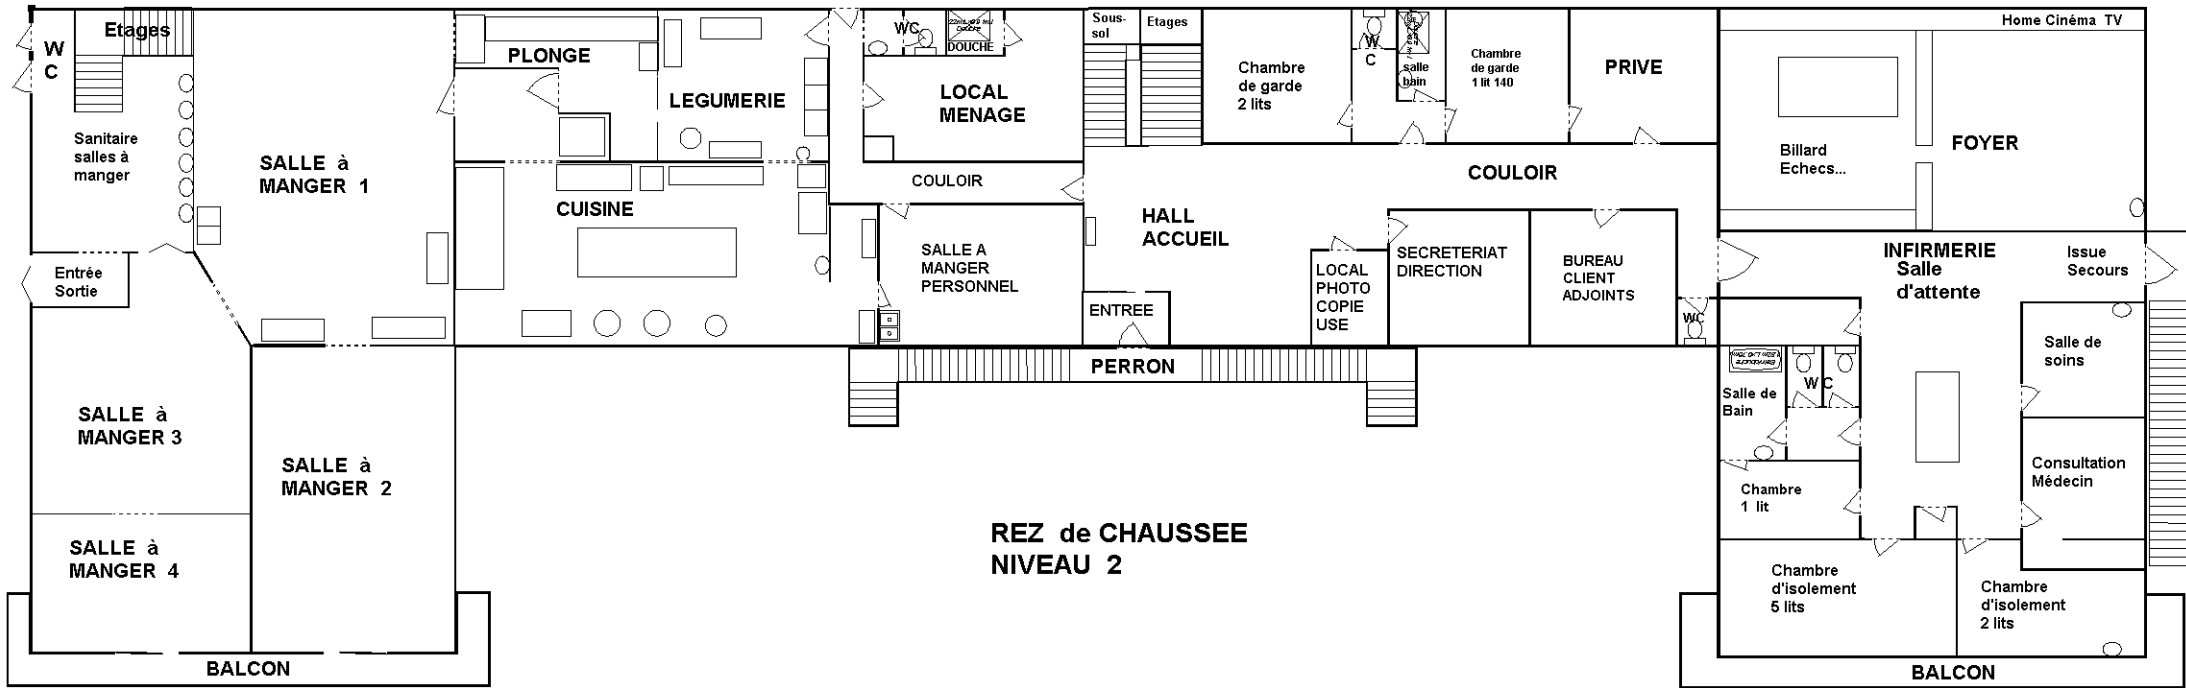 Etages
W
C
Sanitaire
salles à
manger
SALLE à
MANGER 1
Entrée
Sortie
SALLE à
MANGER 3
SALLE à
MANGER 2
SALLE à
MANGER 4
BALCON
PLONGE
LEGUMERIE
CUISINE
WC
Douche
DOUCHE
LOCAL
MENAGE
COULOIR
SALLE A
MANGER
PERSONNEL
Sous-
sol
Etages
HALL
ACCUEIL
ENTREE
PERRON
Chambre
de garde
2 lits
W
C
salle
bain
Chambre
de garde
1 lit 140
PRIVE
COULOIR
LOCAL
PHOTO
COPIE
USE
SECRETERIAT
DIRECTION
BUREAU
CLIENT
ADJOINTS
WC
Home Cinéma TV
Billard
Echecs...
FOYER
INFIRMERIE
Salle
d'attente
Issue
Secours
Salle de
soins
W C
Salle de
Bain
Consultation
Médecin
Chambre
1 lit
Chambre
d'isolement
5 lits
Chambre
d'isolement
2 lits
BALCON
REZ de CHAUSSEE
NIVEAU 2